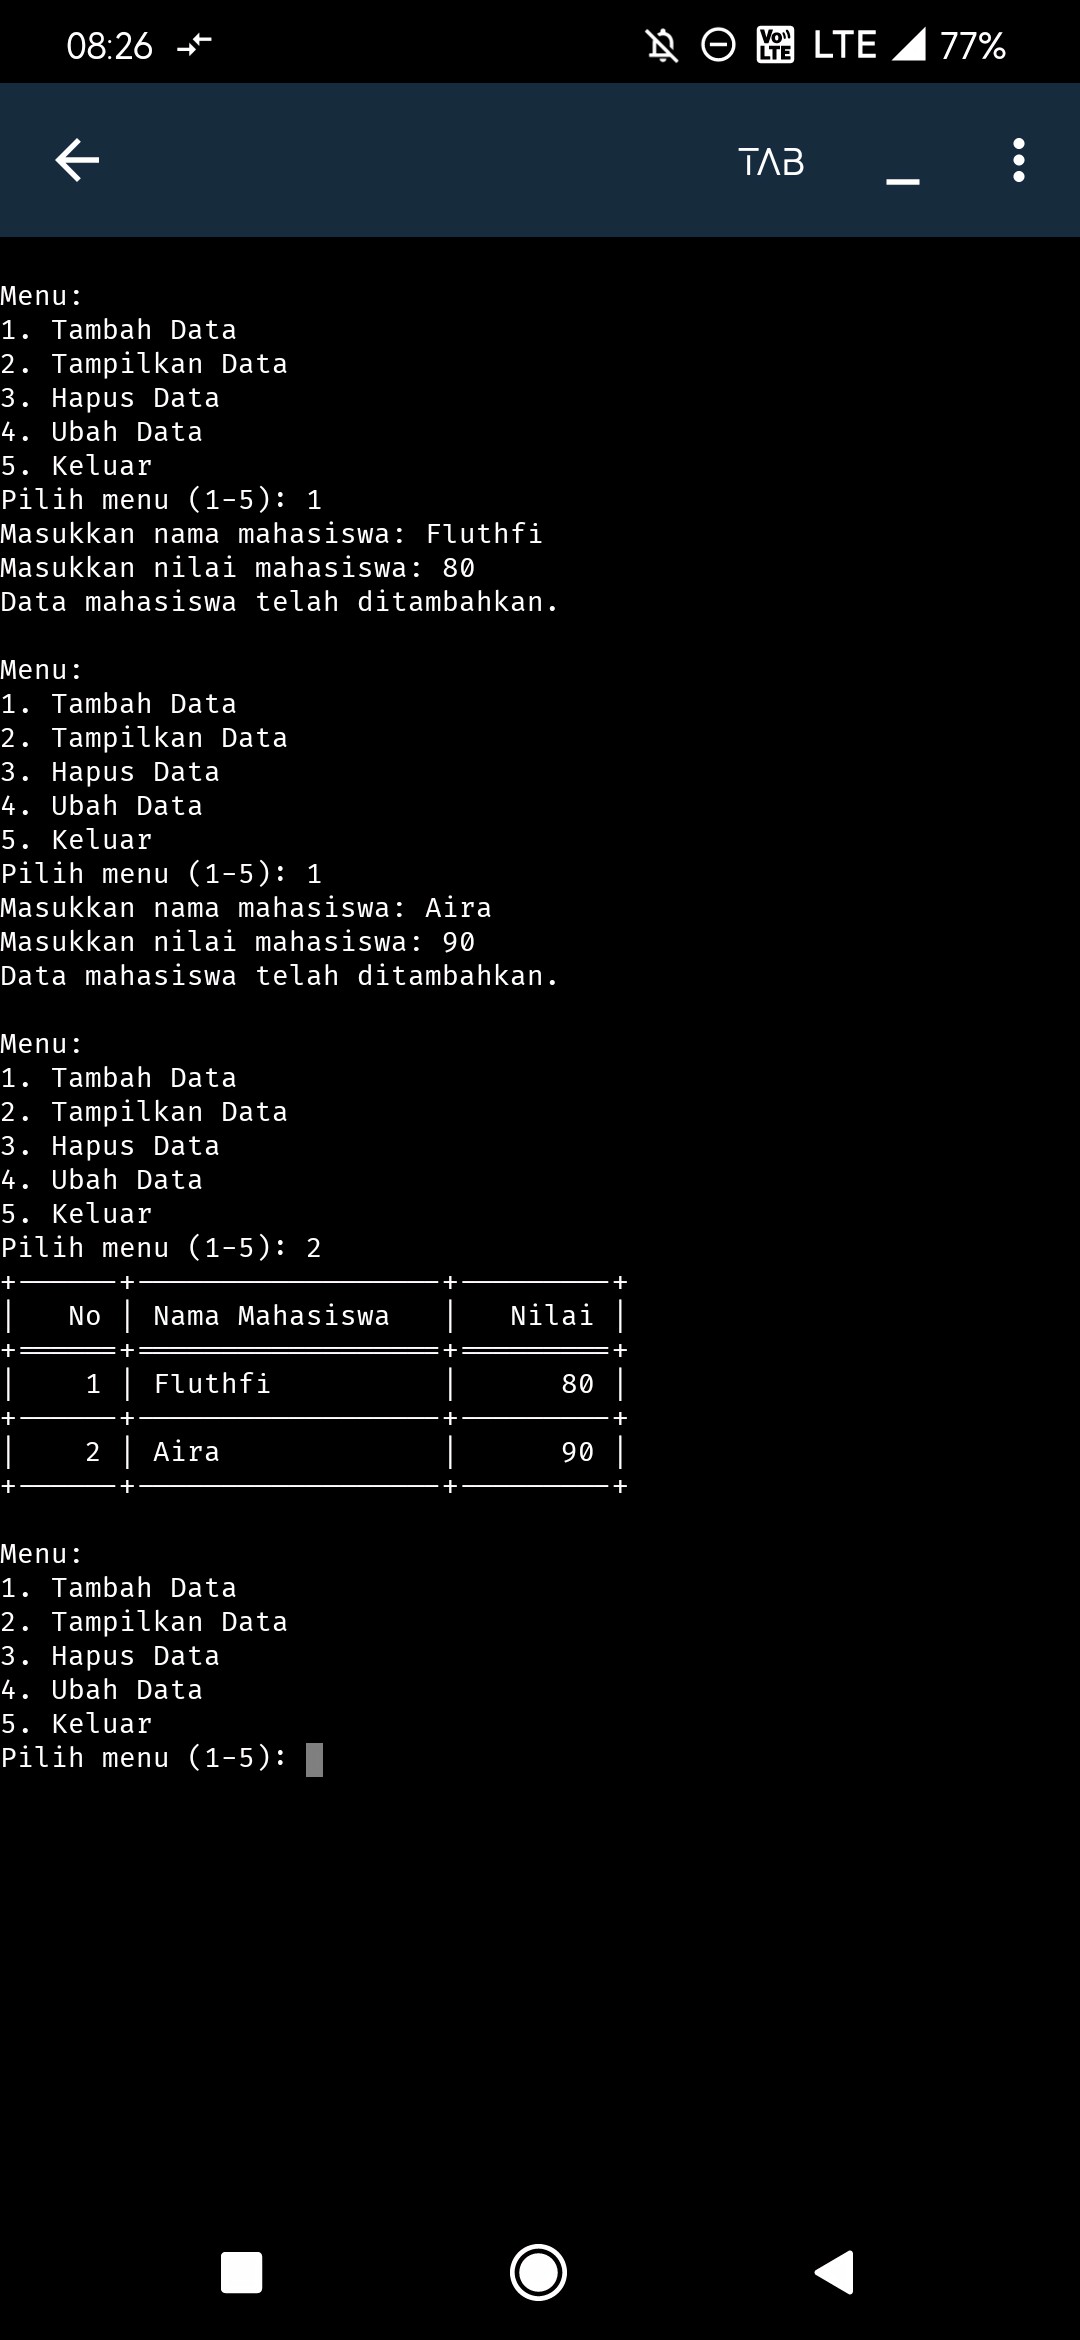 08:26 VoLTE LTE 77%
TAB
Menu:
1. Tambah Data
2. Tampilkan Data
3. Hapus Data
4. Ubah Data
5. Keluar
Pilih menu (1-5): 1
Masukkan nama mahasiswa: Fluthfi
Masukkan nilai mahasiswa: 80
Data mahasiswa telah ditambahkan.
Menu:
1. Tambah Data
2. Tampilkan Data
3. Hapus Data
4. Ubah Data
5. Keluar
Pilih menu (1-5): 1
Masukkan nama mahasiswa: Aira
Masukkan nilai mahasiswa: 90
Data mahasiswa telah ditambahkan.
Menu:
1. Tambah Data
2. Tampilkan Data
3. Hapus Data
4. Ubah Data
5. Keluar
Pilih menu (1-5): 2
No Nama Mahasiswa Nilai
1 Fluthfi 80
2 Aira 90
Menu:
1. Tambah Data
2. Tampilkan Data
3. Hapus Data
4. Ubah Data
5. Keluar
Pilih menu (1-5):